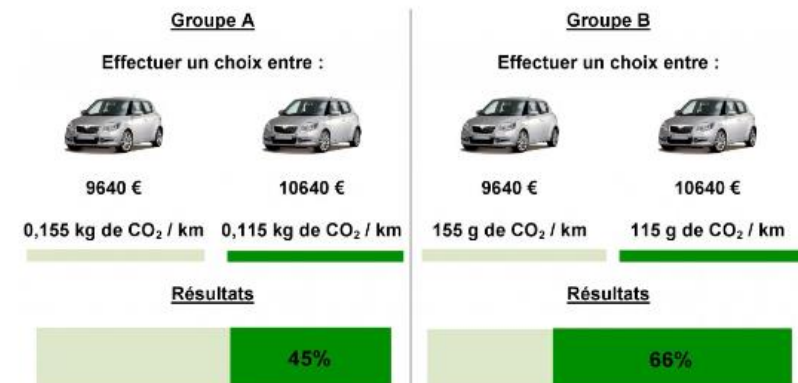 Groupe A
Effectuer un choix entre :
9640 € 10640 €
0,155 kg de CO₂ / km 0,115 kg de CO₂ / km
Résultats
45%
Groupe B
Effectuer un choix entre :
9640 € 10640 €
155 g de CO₂ / km 115 g de CO₂ / km
Résultats
66%